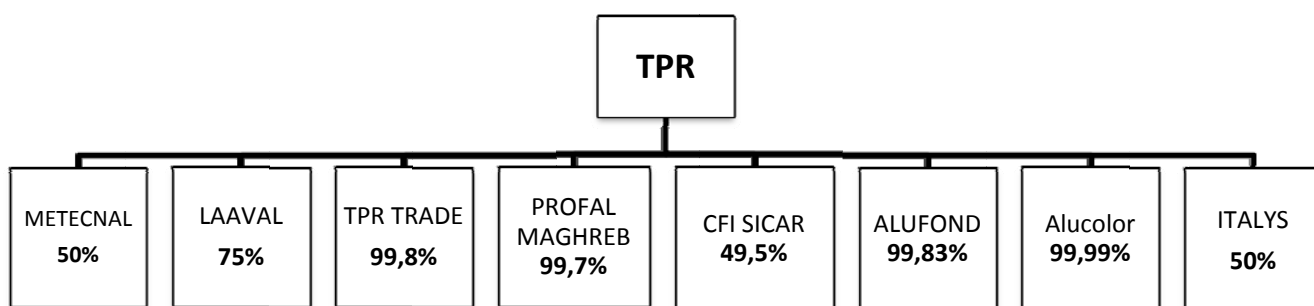 TPR
METECNAL
50%
LAAVAL
75%
TPR TRADE
99,8%
PROFAL
MAGHREB
99,7%
CFI SICAR
49,5%
ALUFOND
99,83%
Alucolor
99,99%
ITALYS
50%